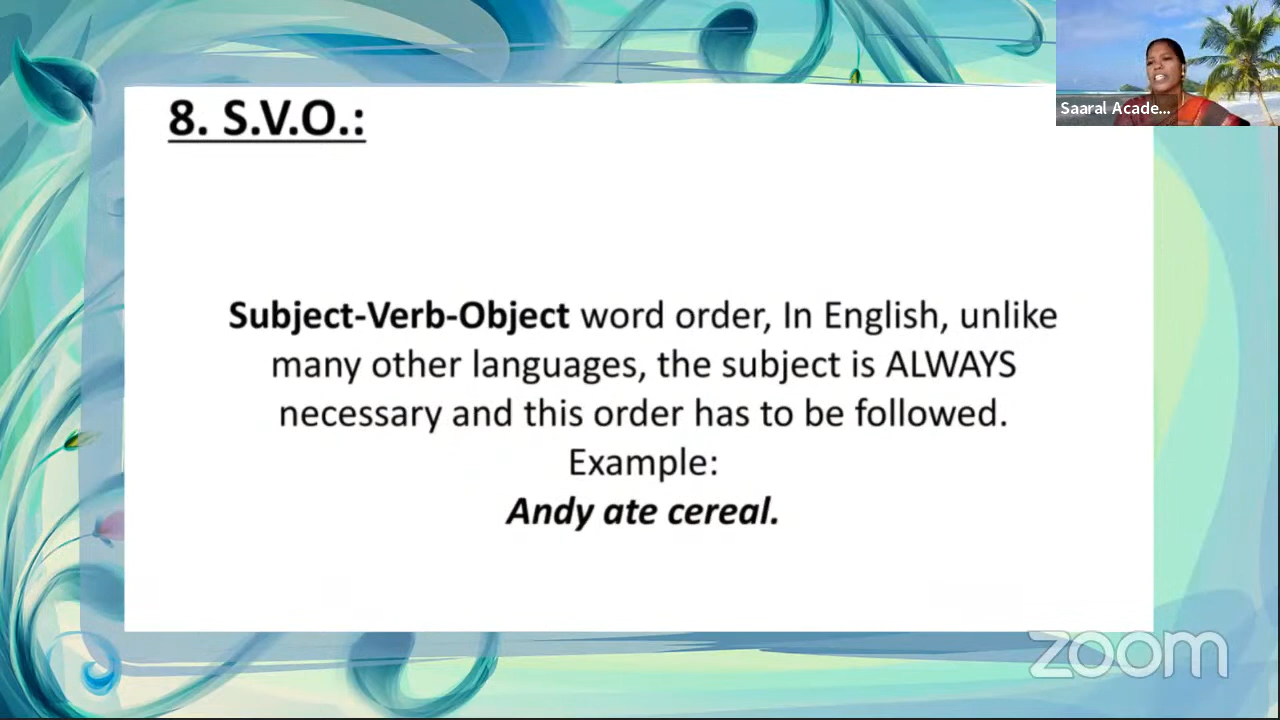 8. S.V.O.:
Saaral Acade...
Subject-Verb-Object word order, In English, unlike
many other languages, the subject is ALWAYS
necessary and this order has to be followed.
Example:
Andy ate cereal.
zoom